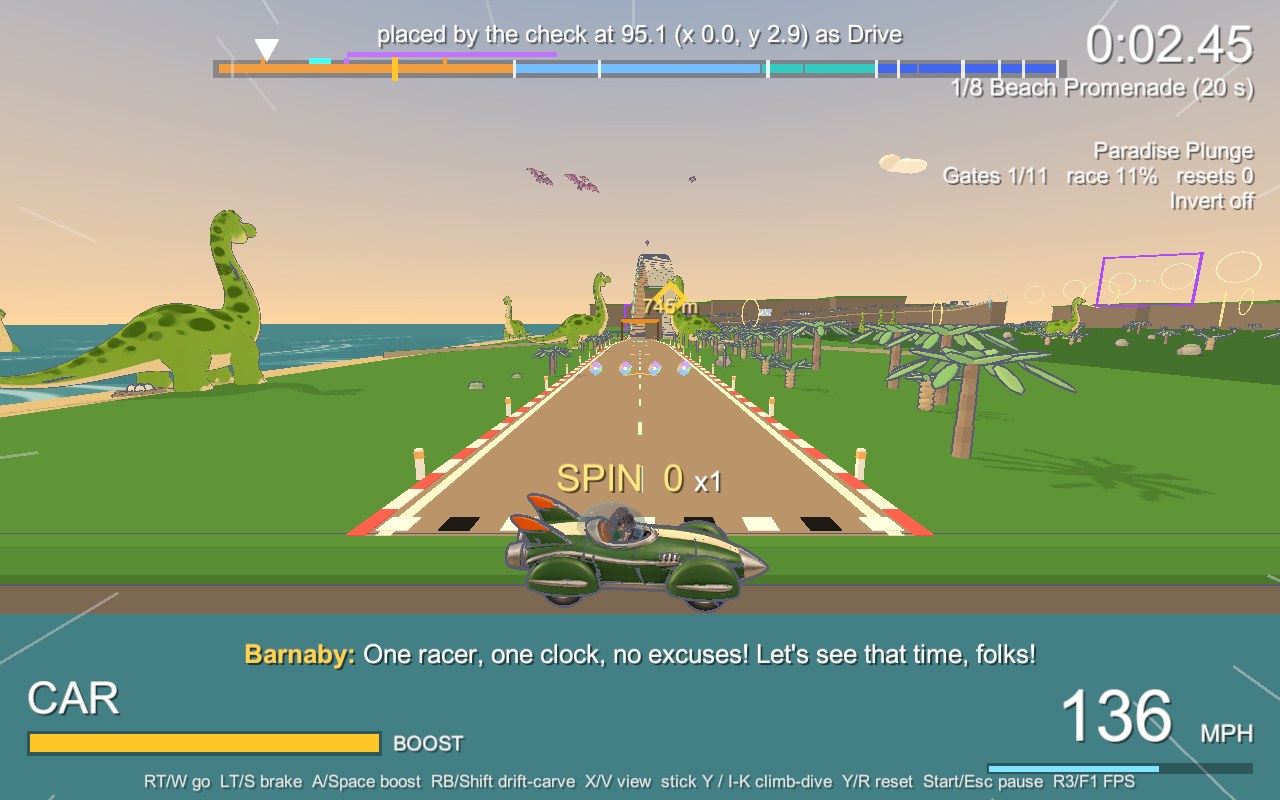 placed by the check at 95.1 (x 0.0, y 2.9) as Drive
0:02.45
1/8 Beach Promenade (20 s)
Paradise Plunge
Gates 1/11 race 11% resets 0
Invert off
745 m
SPIN 0 x1
Barnaby: One racer, one clock, no excuses! Let's see that time, folks!
CAR
BOOST
136 MPH
RT/W go LT/S brake A/Space boost RB/Shift drift-carve X/V view stick Y / I-K climb-dive Y/R reset Start/Esc pause R3/F1 FPS